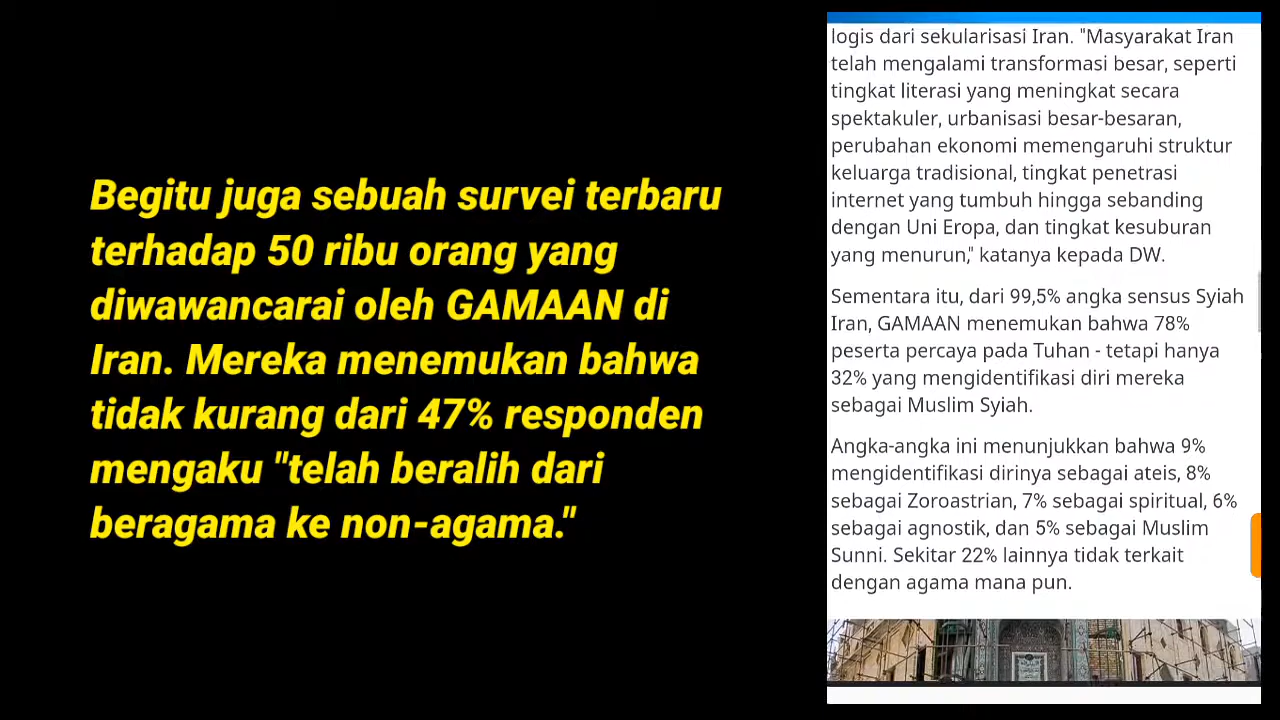 Begitu juga sebuah survei terbaru
terhadap 50 ribu orang yang
diwawancarai oleh GAMAAN di
Iran. Mereka menemukan bahwa
tidak kurang dari 47% responden
mengaku "telah beralih dari
beragama ke non-agama."
logis dari sekularisasi Iran. "Masyarakat Iran
telah mengalami transformasi besar, seperti
tingkat literasi yang meningkat secara
spektakuler, urbanisasi besar-besaran,
perubahan ekonomi memengaruhi struktur
keluarga tradisional, tingkat penetrasi
internet yang tumbuh hingga sebanding
dengan Uni Eropa, dan tingkat kesuburan
yang menurun," katanya kepada DW.
Sementara itu, dari 99,5% angka sensus Syiah
Iran, GAMAAN menemukan bahwa 78%
peserta percaya pada Tuhan - tetapi hanya
32% yang mengidentifikasi diri mereka
sebagai Muslim Syiah.
Angka-angka ini menunjukkan bahwa 9%
mengidentifikasi dirinya sebagai ateis, 8%
sebagai Zoroastrian, 7% sebagai spiritual, 6%
sebagai agnostik, dan 5% sebagai Muslim
Sunni. Sekitar 22% lainnya tidak terkait
dengan agama mana pun.